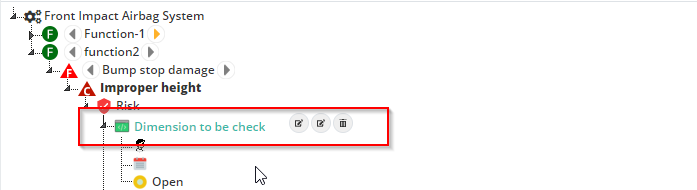 Front Impact Airbag System
F Function-1
F function2
F Bump stop damage
C Improper height
Risk
Dimension to be check
Open